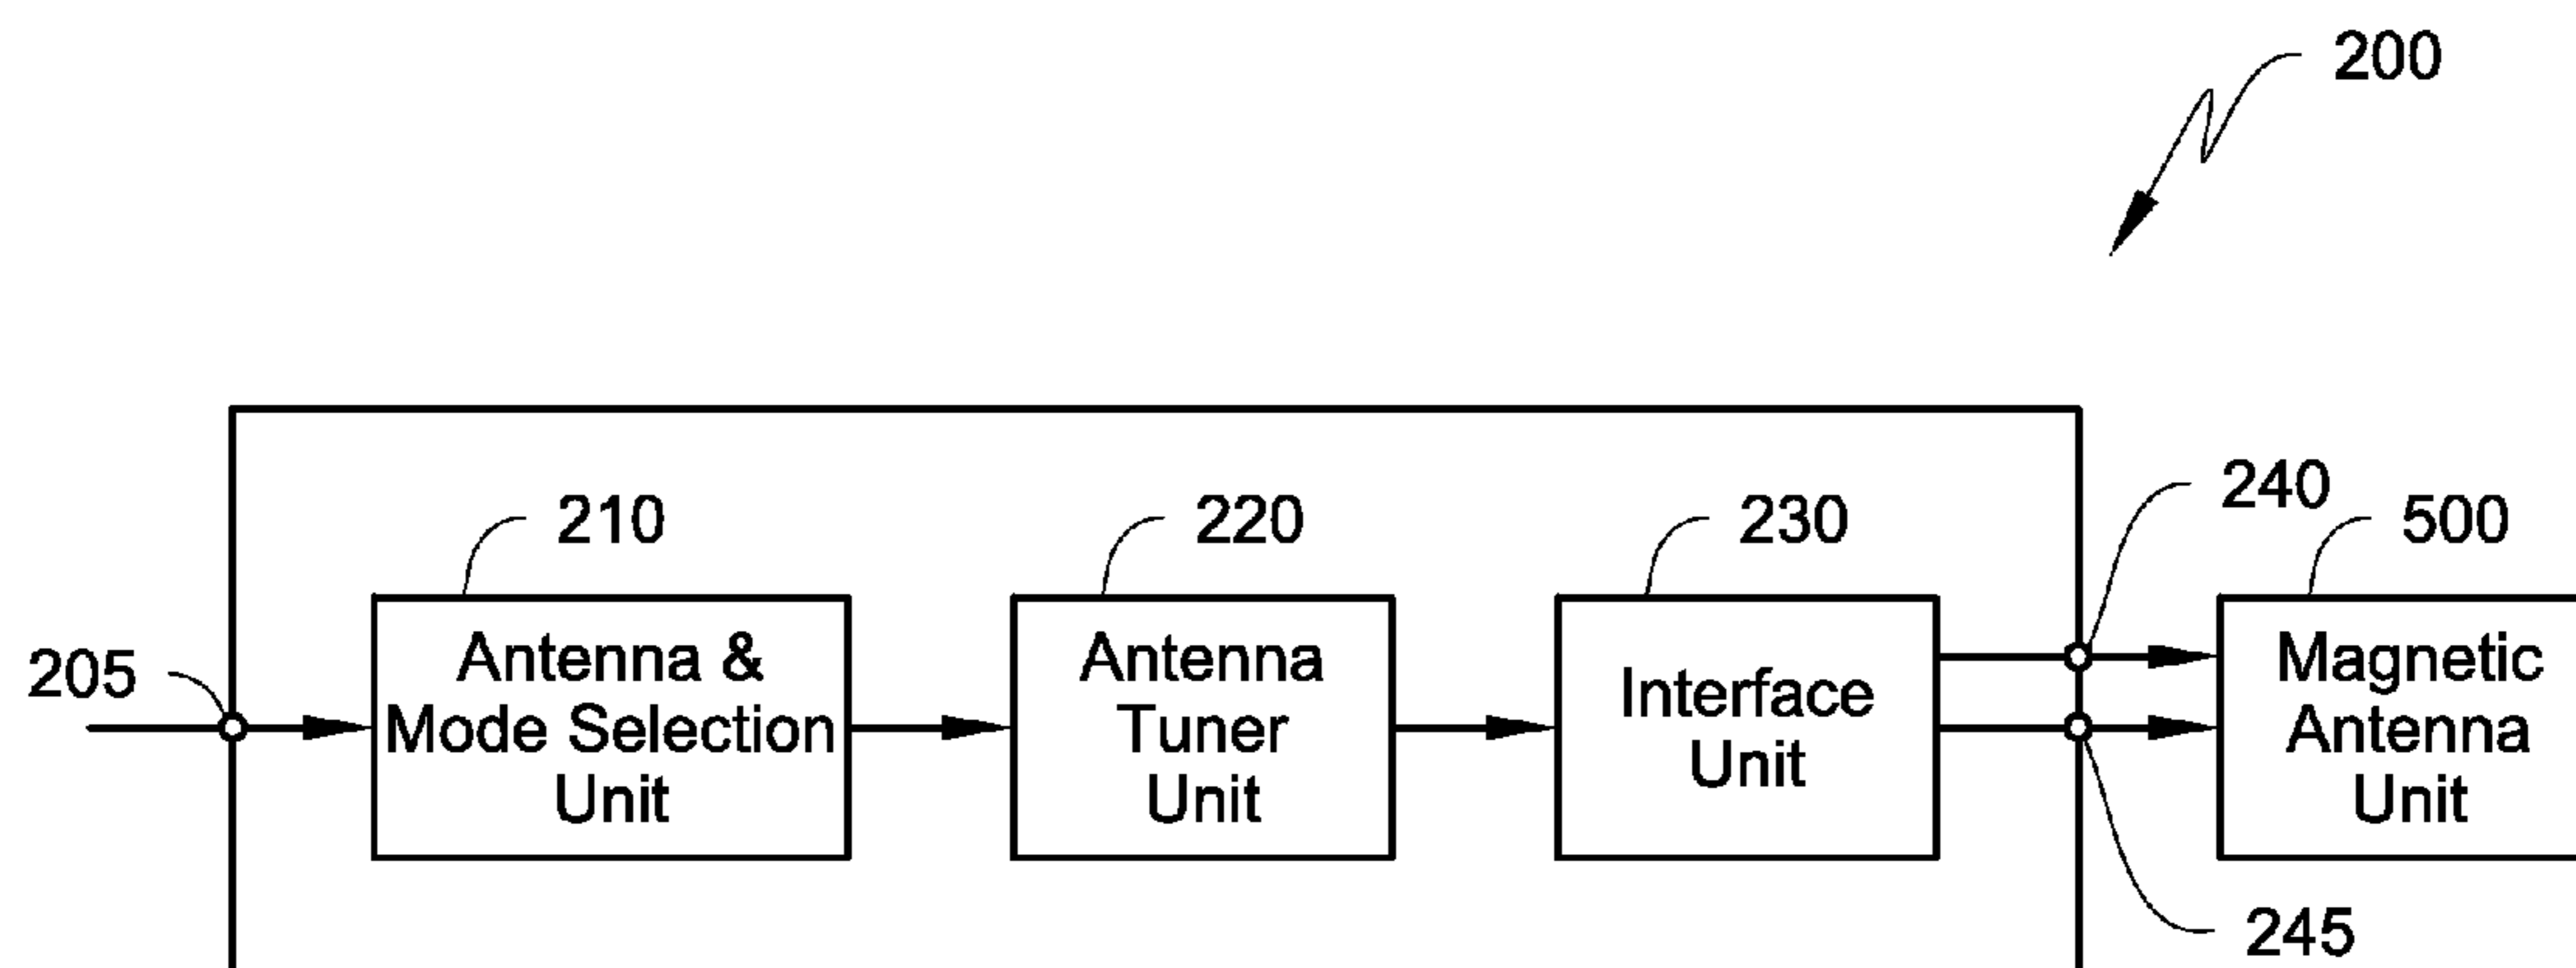 200
240
210
220
230
500
205
Antenna &
Mode Selection
Unit
Antenna
Tuner
Unit
Interface
Unit
Magnetic
Antenna
Unit
245